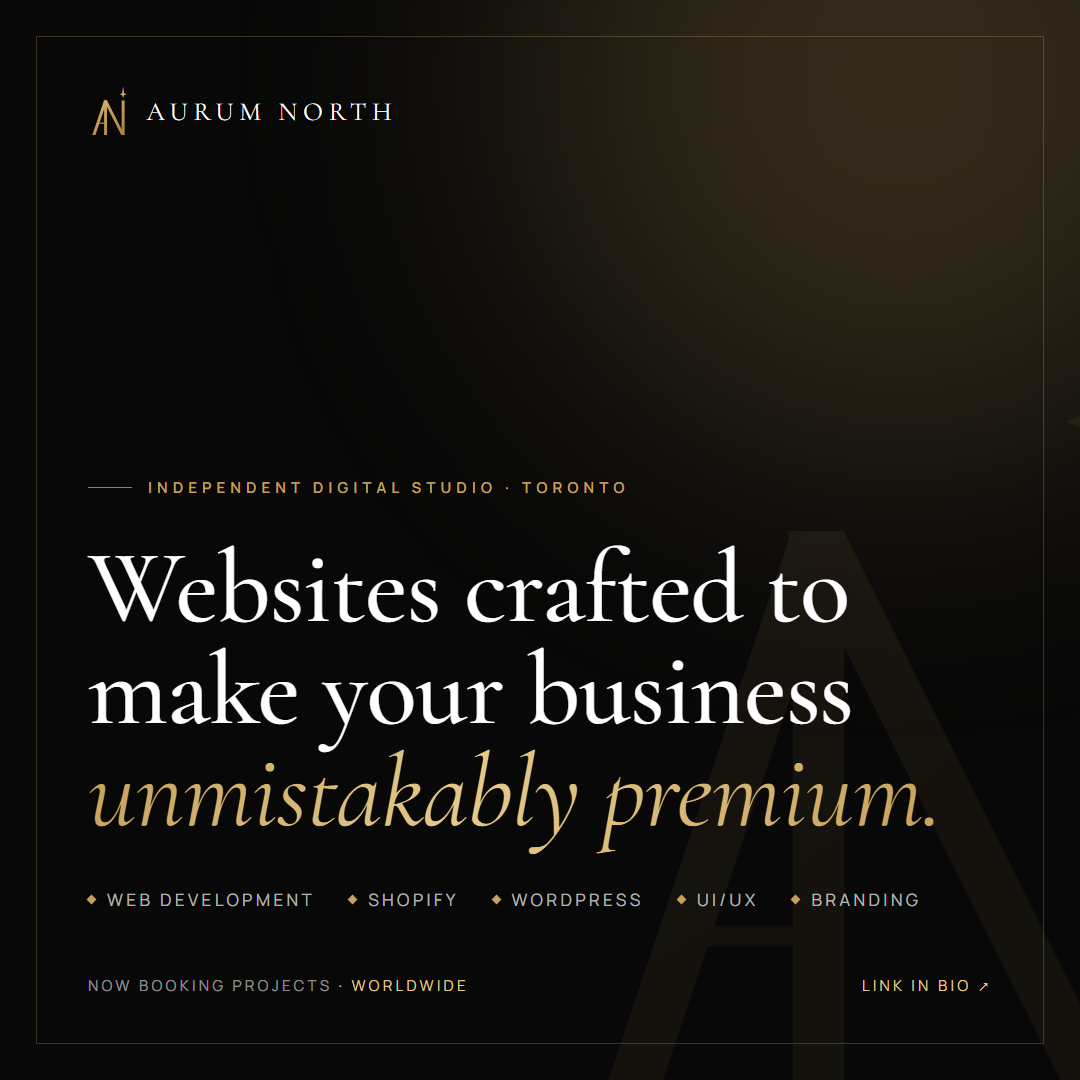 AN AURUM NORTH
INDEPENDENT DIGITAL STUDIO · TORONTO
Websites crafted to
make your business
unmistakably premium.
◆ WEB DEVELOPMENT ◆ SHOPIFY ◆ WORDPRESS ◆ UI/UX ◆ BRANDING
NOW BOOKING PROJECTS · WORLDWIDE
LINK IN BIO ↗